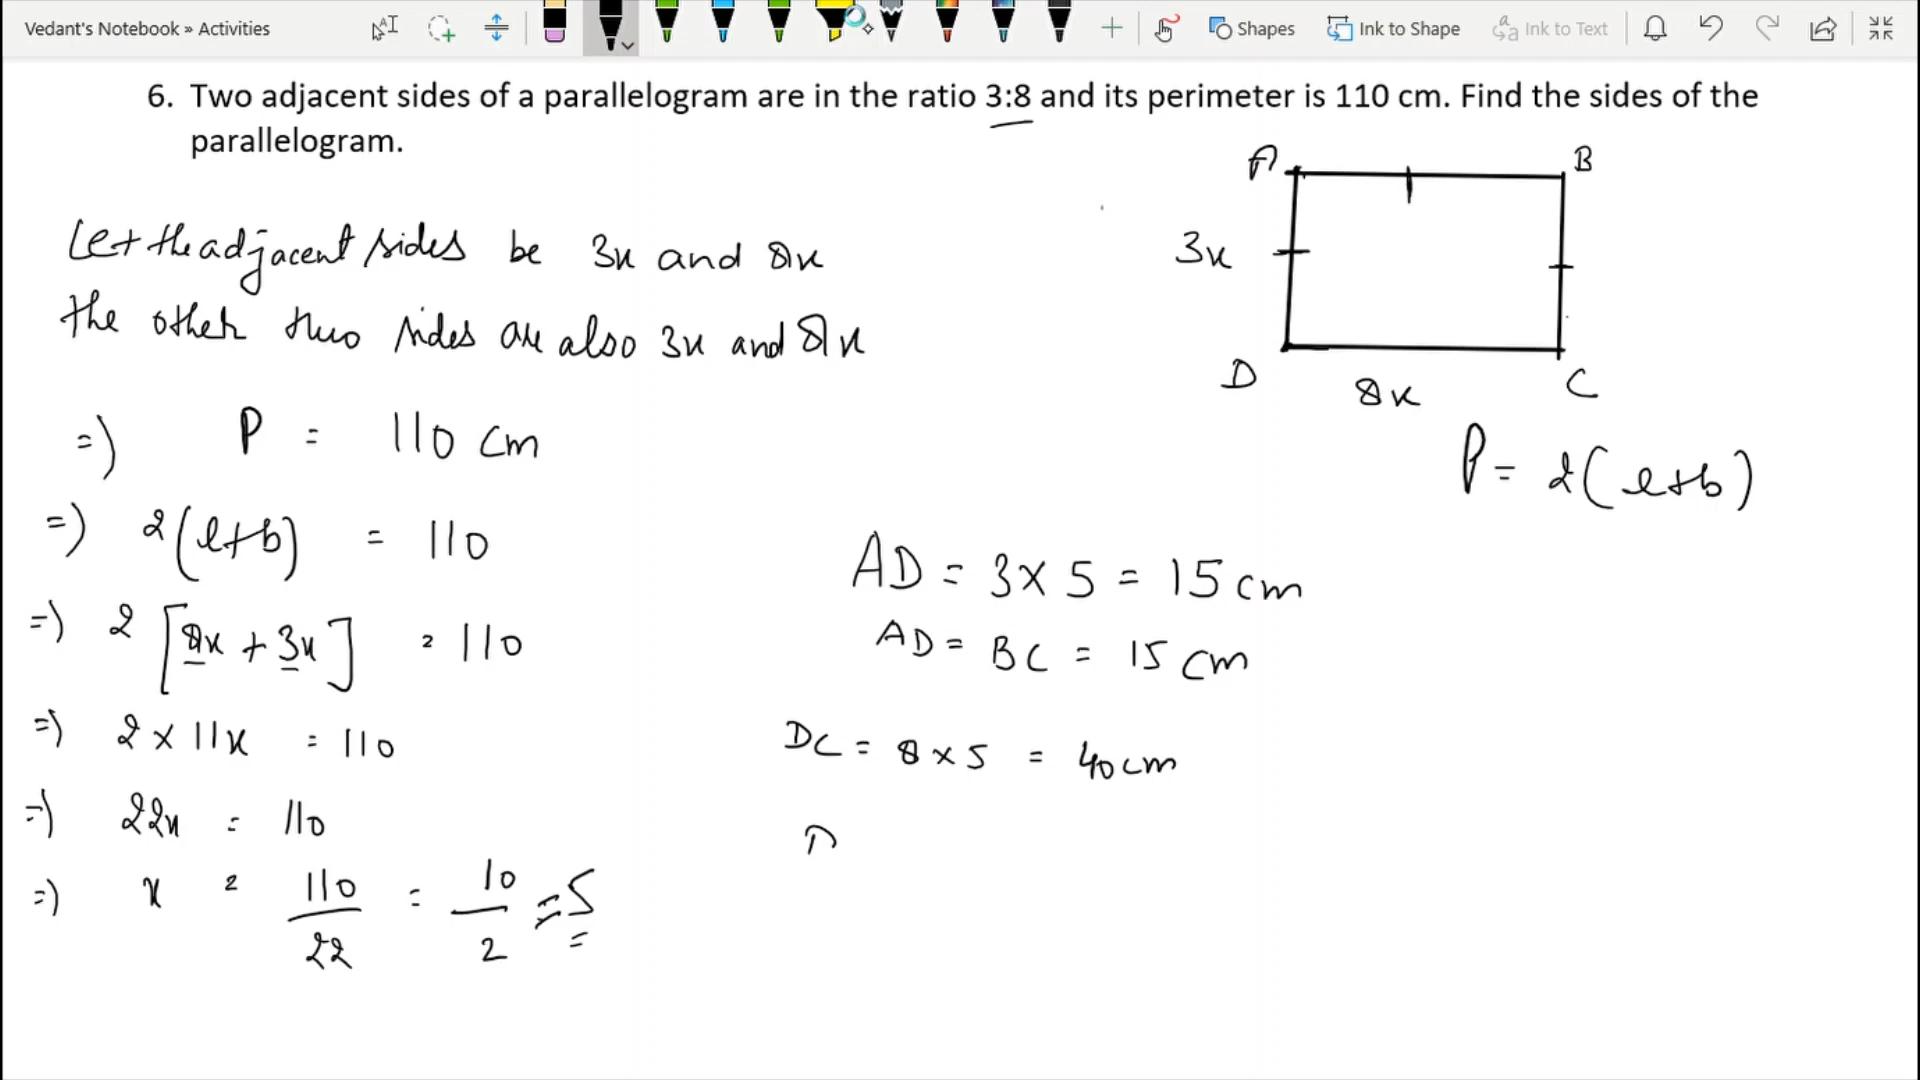 Vedant's Notebook » Activities
Shapes
Ink to Shape
Ink to Text
6. Two adjacent sides of a parallelogram are in the ratio 3:8 and its perimeter is 110 cm. Find the sides of the
parallelogram.
A
B
3x
D
C
8x
P = 2(l+b)
Let the adjacent sides be 3x and 8x
the other two sides are also 3x and 8x
=) P = 110 cm
=) 2(l+b) = 110
=) 2 [8x + 3x] = 110
=) 2 × 11x = 110
=) 22x = 110
=) x = 110/22 = 10/2 = 5
AD = 3 × 5 = 15 cm
AD = BC = 15 cm
DC = 8 × 5 = 40 cm